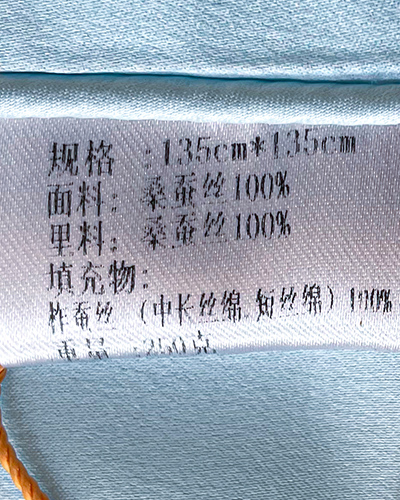 规格 :135cm*135cm
面料: 桑蚕丝100%
里料: 桑蚕丝100%
填充物:
柞蚕丝 (中长丝绵 短丝绵) 100%
重量 :250克